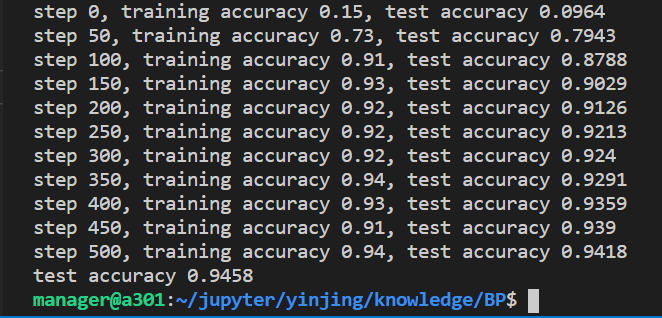 step 0, training accuracy 0.15, test accuracy 0.0964
step 50, training accuracy 0.73, test accuracy 0.7943
step 100, training accuracy 0.91, test accuracy 0.8788
step 150, training accuracy 0.93, test accuracy 0.9029
step 200, training accuracy 0.92, test accuracy 0.9126
step 250, training accuracy 0.92, test accuracy 0.9213
step 300, training accuracy 0.92, test accuracy 0.924
step 350, training accuracy 0.94, test accuracy 0.9291
step 400, training accuracy 0.93, test accuracy 0.9359
step 450, training accuracy 0.91, test accuracy 0.939
step 500, training accuracy 0.94, test accuracy 0.9418
test accuracy 0.9458
manager@a301:~/jupyter/yinjing/knowledge/BP$